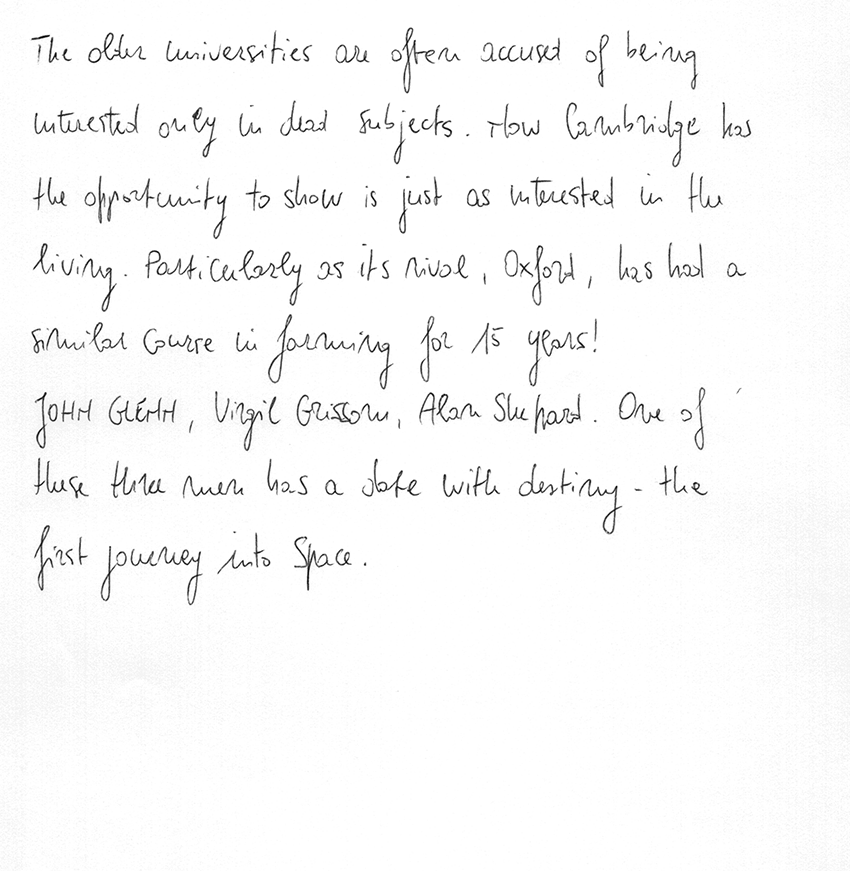 The older universities are often accused of being
interested only in dead subjects. Now Cambridge has
the opportunity to show is just as interested in the
living. Particularly as its rival, Oxford, has had a
similar course in farming for 15 years!
JOHN GLENN, Virgil Grissom, Alan Shepard. One of
these three men has a date with destiny - the
first journey into Space.